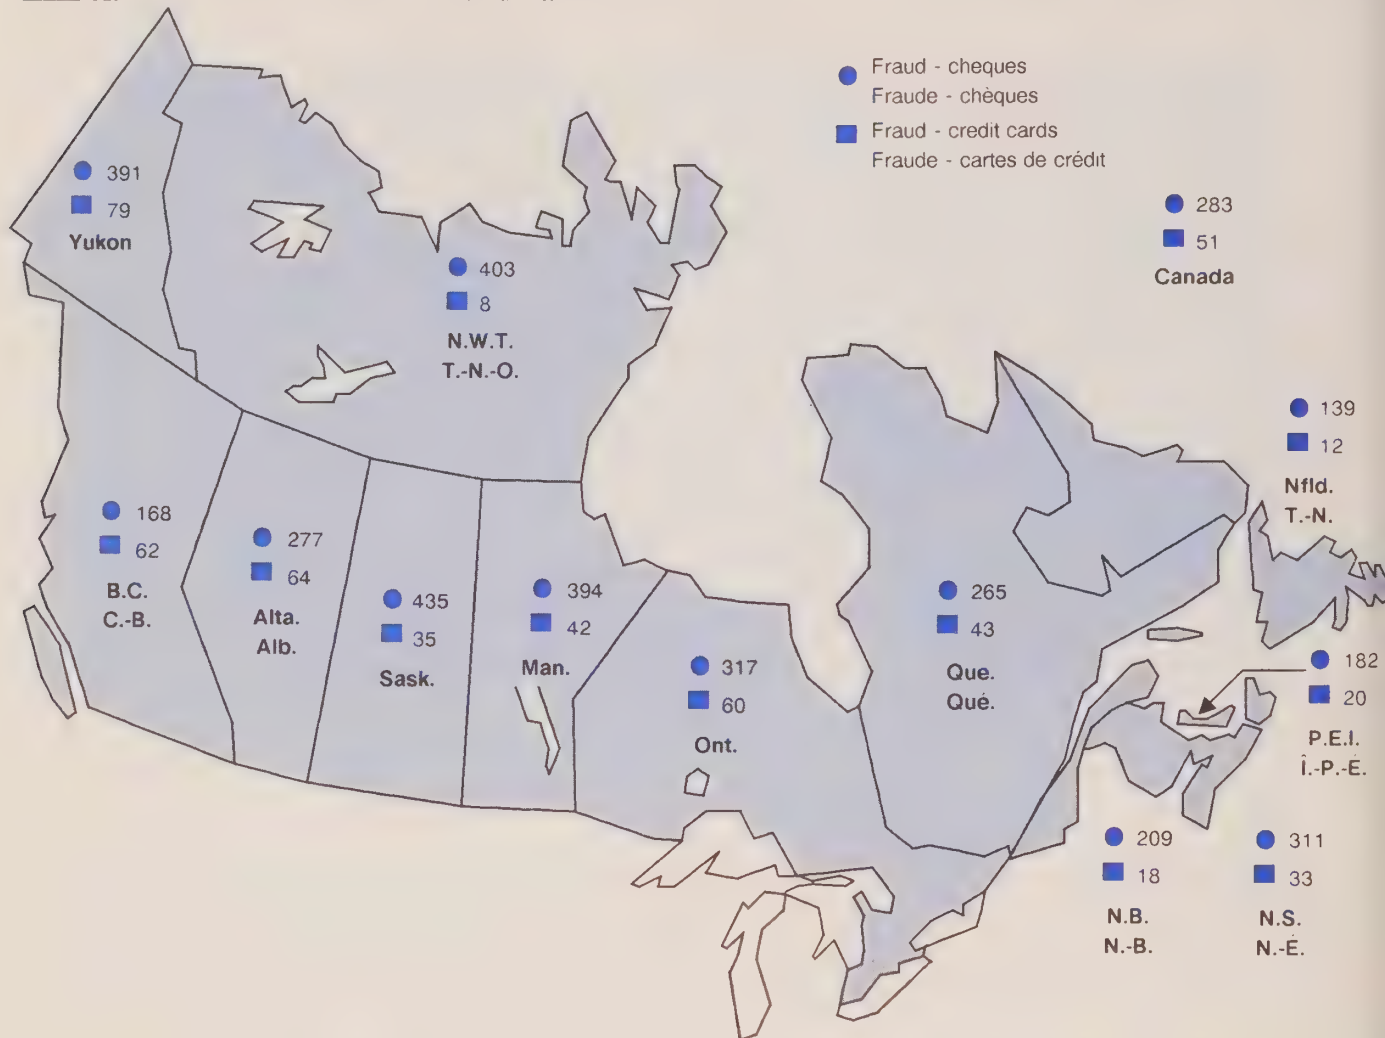 Fraud - cheques
Fraude - chèques
Fraud - credit cards
Fraude - cartes de crédit
283
51
Canada
391
79
Yukon
403
8
N.W.T.
T.-N.-O.
139
12
Nfld.
T.-N.
168
62
B.C.
C.-B.
277
64
Alta.
Alb.
435
35
Sask.
394
42
Man.
317
60
Ont.
265
43
Que.
Qué.
182
20
P.E.I.
Î.-P.-É.
209
18
N.B.
N.-B.
311
33
N.S.
N.-É.